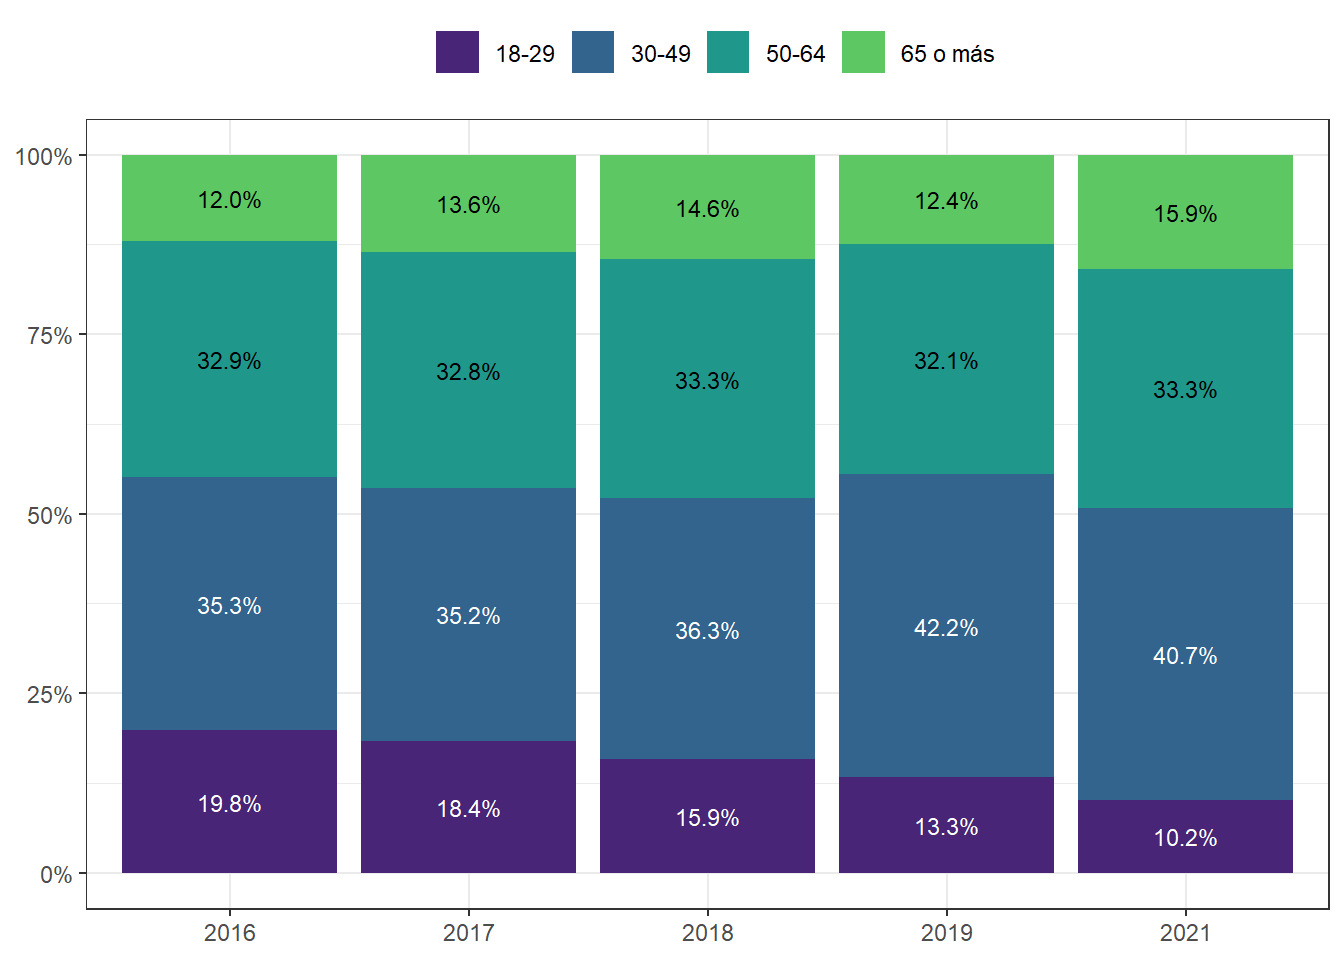 18-29 30-49 50-64 65 o más
100%
12.0% 13.6% 14.6% 12.4% 15.9%
75%
32.9% 32.8% 33.3% 32.1% 33.3%
50%
35.3% 35.2% 36.3% 42.2% 40.7%
25%
19.8% 18.4% 15.9% 13.3% 10.2%
0%
2016 2017 2018 2019 2021